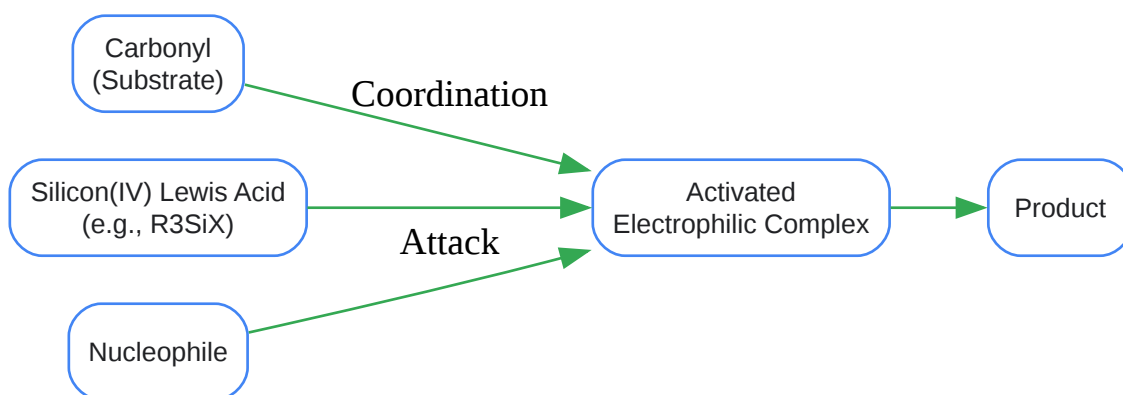 Carbonyl
(Substrate)
Coordination
Silicon(IV) Lewis Acid
(e.g., R3SiX)
Activated
Electrophilic Complex
Product
Attack
Nucleophile